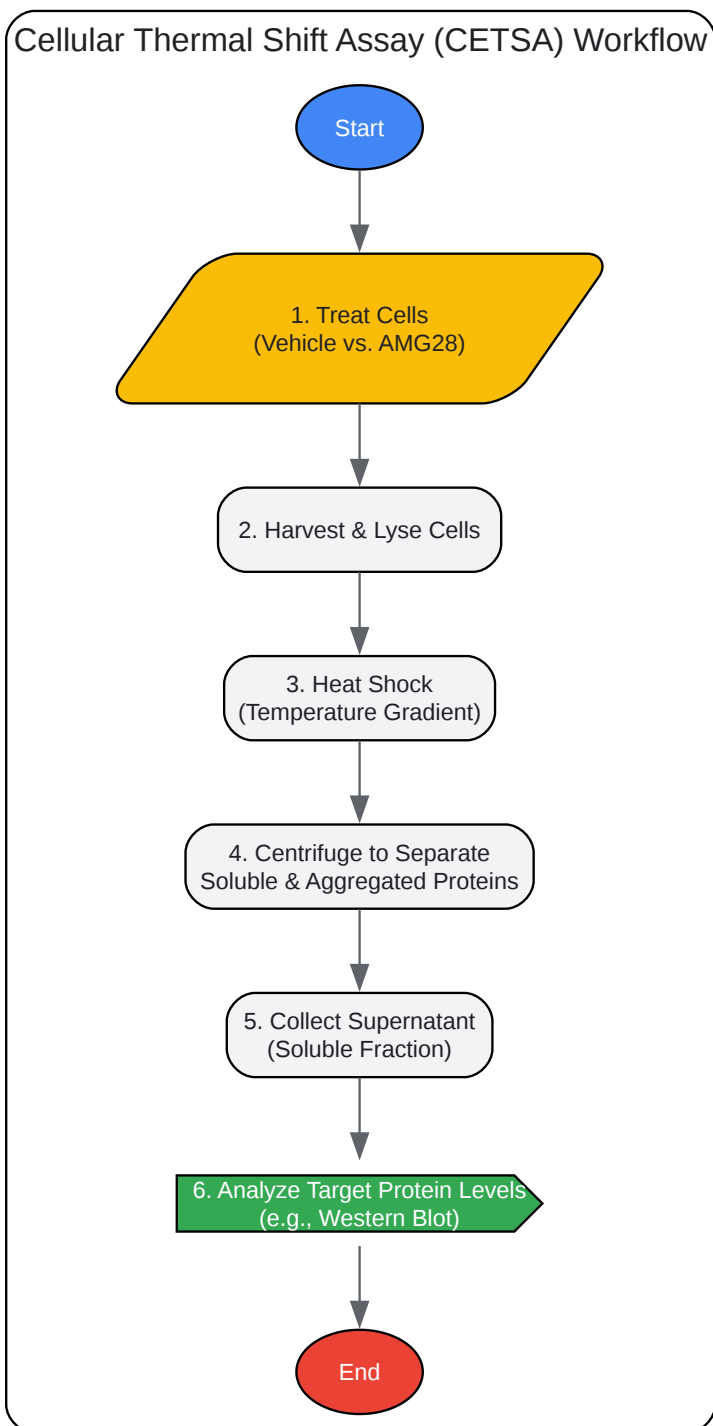 Cellular Thermal Shift Assay (CETSA) Workflow
Start
1. Treat Cells
(Vehicle vs. AMG28)
2. Harvest & Lyse Cells
3. Heat Shock
(Temperature Gradient)
4. Centrifuge to Separate
Soluble & Aggregated Proteins
5. Collect Supernatant
(Soluble Fraction)
6. Analyze Target Protein Levels
(e.g., Western Blot)
End